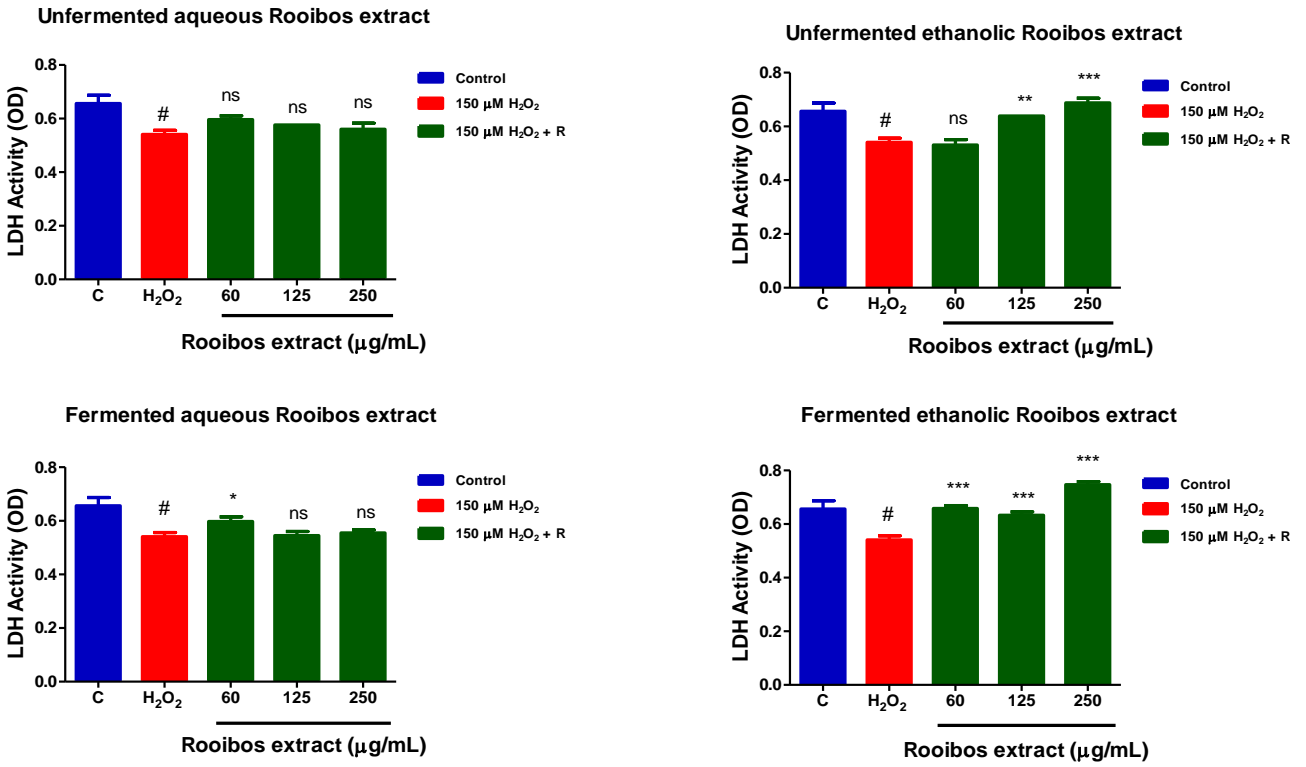 Unfermented aqueous Rooibos extract
LDH Activity (OD)
0.8
0.6
0.4
0.2
0.0
#
ns
ns
ns
C
H₂O₂
60
125
250
Rooibos extract (μg/mL)
Control
150 μM H₂O₂
150 μM H₂O₂ + R
Unfermented ethanolic Rooibos extract
LDH Activity (OD)
0.8
0.6
0.4
0.2
0.0
#
ns
**
***
C
H₂O₂
60
125
250
Rooibos extract (μg/mL)
Control
150 μM H₂O₂
150 μM H₂O₂ + R
Fermented aqueous Rooibos extract
LDH Activity (OD)
0.8
0.6
0.4
0.2
0.0
#
*
ns
ns
C
H₂O₂
60
125
250
Rooibos extract (μg/mL)
Control
150 μM H₂O₂
150 μM H₂O₂ + R
Fermented ethanolic Rooibos extract
LDH Activity (OD)
0.8
0.6
0.4
0.2
0.0
#
***
***
***
C
H₂O₂
60
125
250
Rooibos extract (μg/mL)
Control
150 μM H₂O₂
150 μM H₂O₂ + R